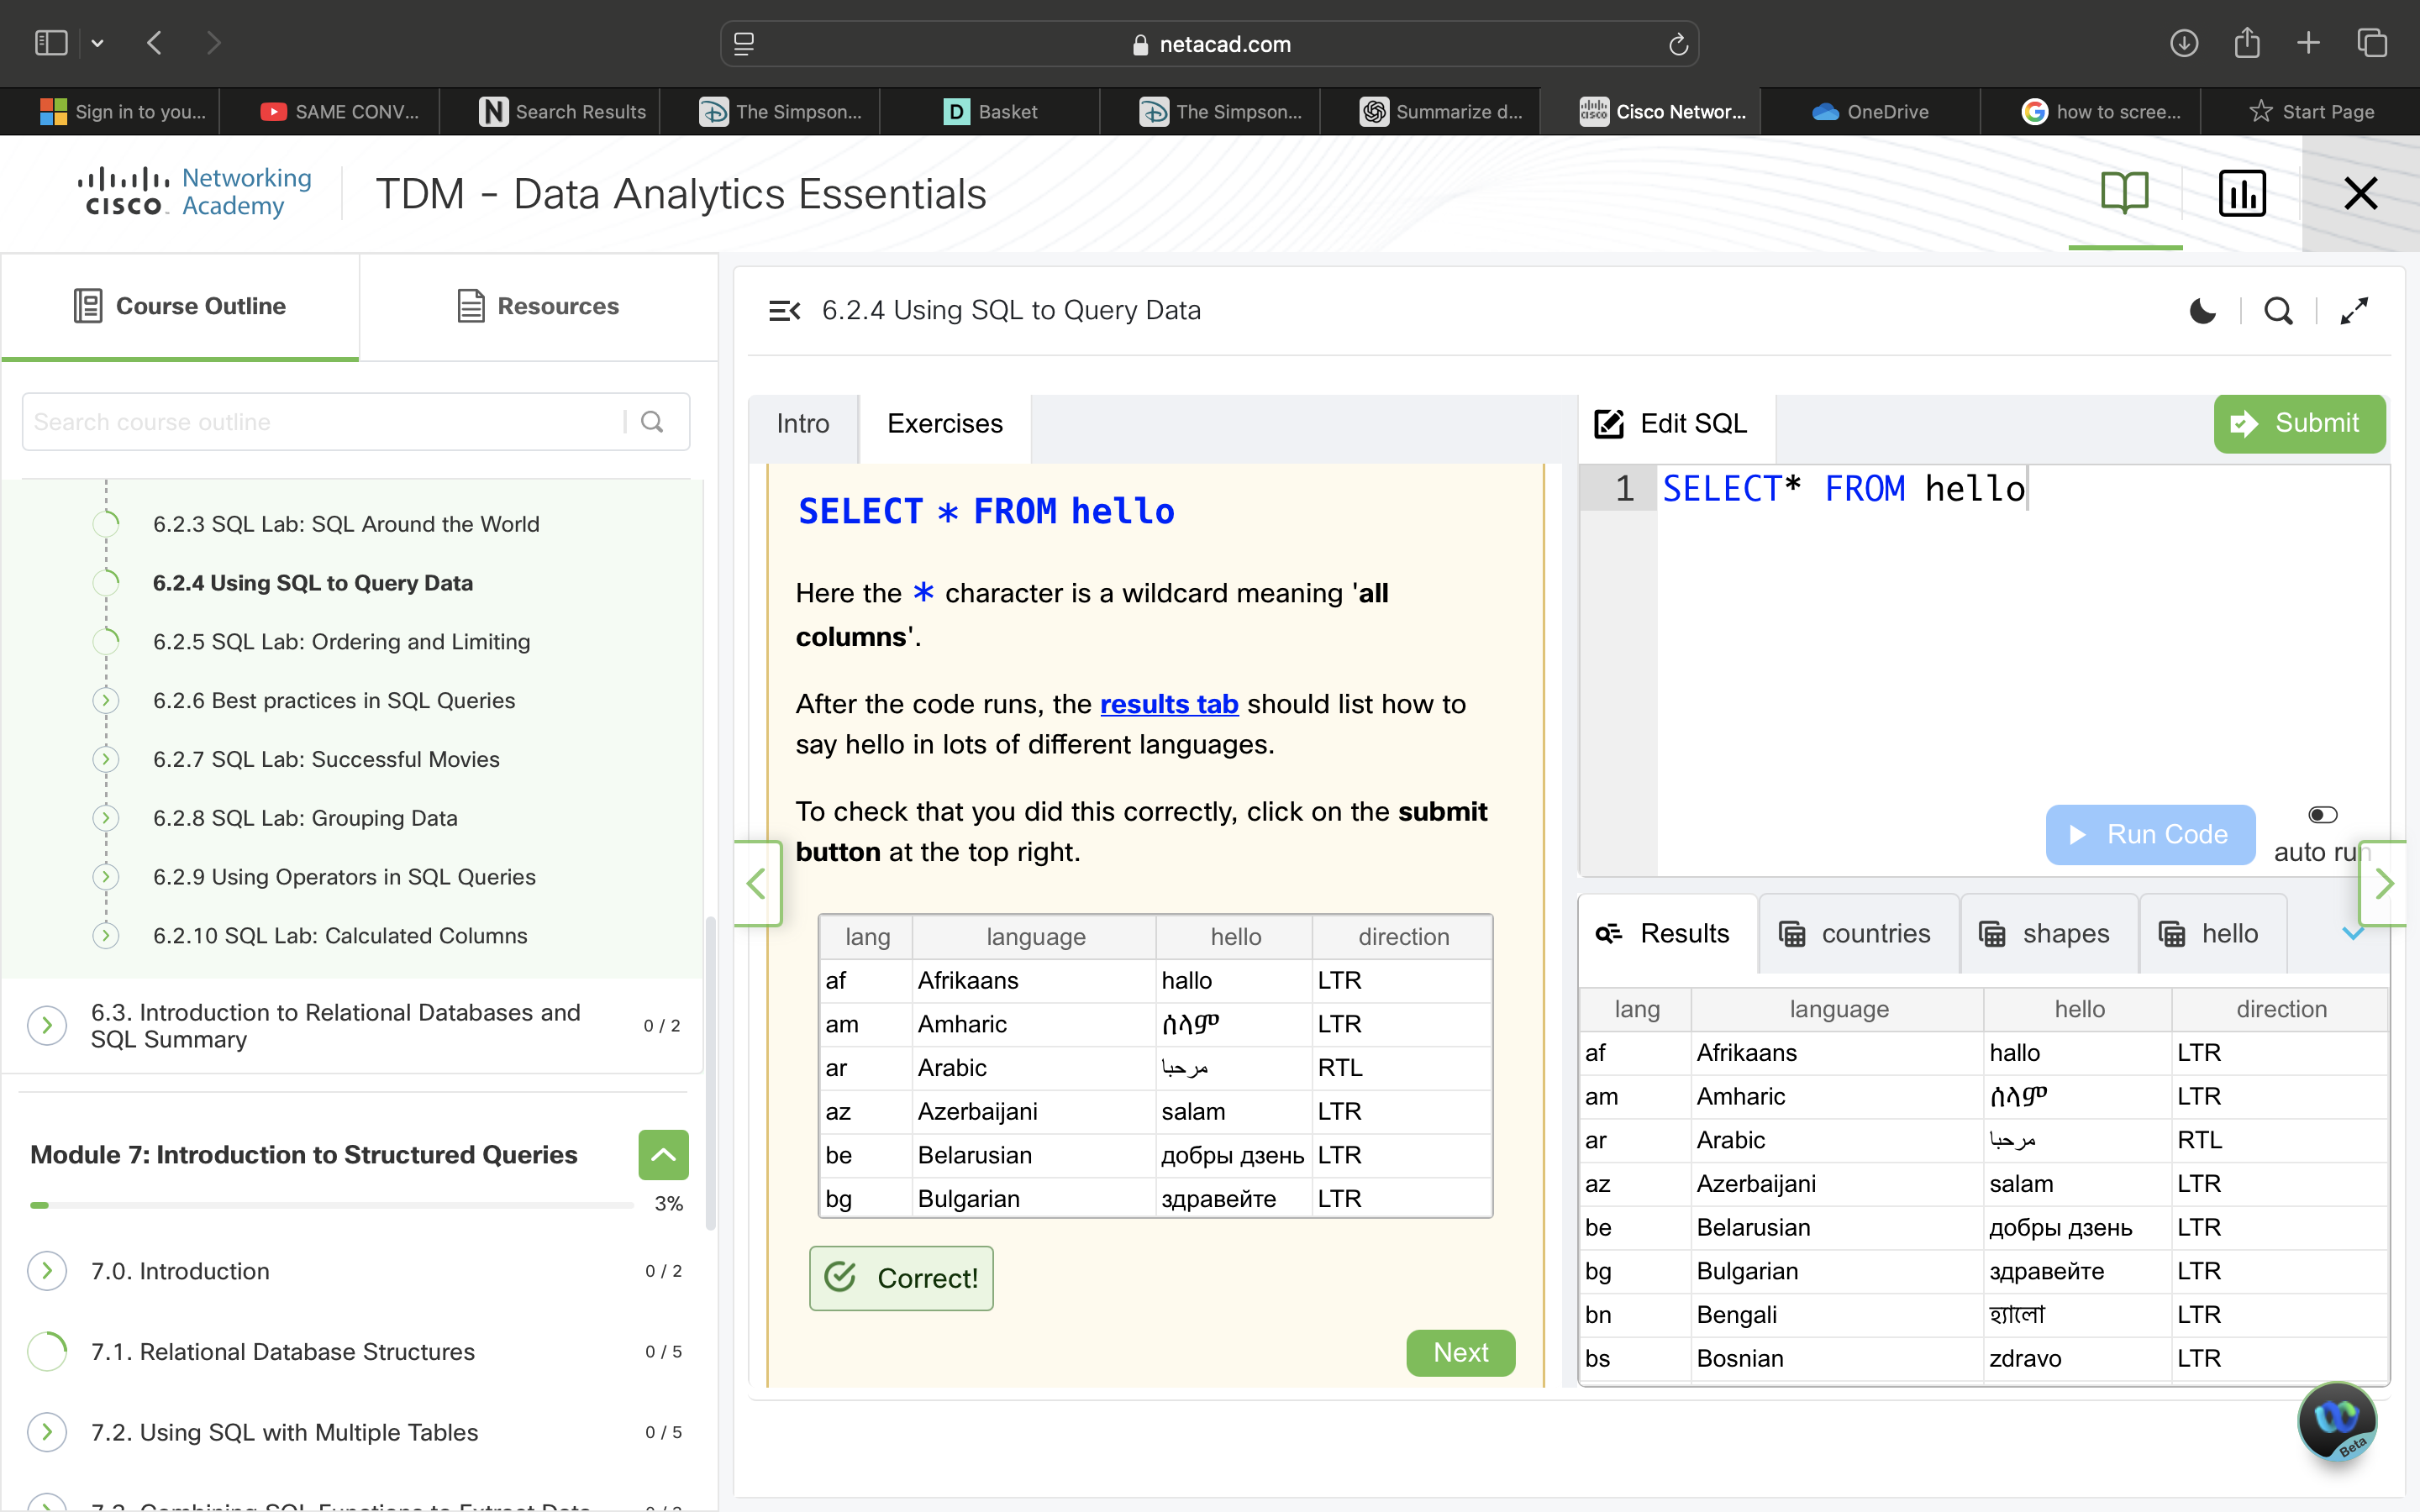 netacad.com
Sign in to you...
SAME CONV...
Search Results
The Simpson...
Basket
The Simpson...
Summarize d...
Cisco Networ...
OneDrive
how to scree...
Start Page
CISCO Networking Academy
TDM - Data Analytics Essentials
Course Outline
Resources
Search course outline
6.2.3 SQL Lab: SQL Around the World
6.2.4 Using SQL to Query Data
6.2.5 SQL Lab: Ordering and Limiting
6.2.6 Best practices in SQL Queries
6.2.7 SQL Lab: Successful Movies
6.2.8 SQL Lab: Grouping Data
6.2.9 Using Operators in SQL Queries
6.2.10 SQL Lab: Calculated Columns
6.3. Introduction to Relational Databases and
SQL Summary
0 / 2
Module 7: Introduction to Structured Queries
3%
7.0. Introduction
0 / 2
7.1. Relational Database Structures
0 / 5
7.2. Using SQL with Multiple Tables
0 / 5
6.2.4 Using SQL to Query Data
Intro
Exercises
SELECT * FROM hello
Here the * character is a wildcard meaning 'all
columns'.
After the code runs, the results tab should list how to
say hello in lots of different languages.
To check that you did this correctly, click on the submit
button at the top right.
lang language hello direction
af Afrikaans hallo LTR
am Amharic ሰላም LTR
ar Arabic مرحبا RTL
az Azerbaijani salam LTR
be Belarusian добры дзень LTR
bg Bulgarian здравейте LTR
Correct!
Next
Edit SQL
Submit
1 SELECT* FROM hello
Run Code
auto run
Results
countries
shapes
hello
lang language hello direction
af Afrikaans hallo LTR
am Amharic ሰላም LTR
ar Arabic مرحبا RTL
az Azerbaijani salam LTR
be Belarusian добры дзень LTR
bg Bulgarian здравейте LTR
bn Bengali হ্যালো LTR
bs Bosnian zdravo LTR
Beta